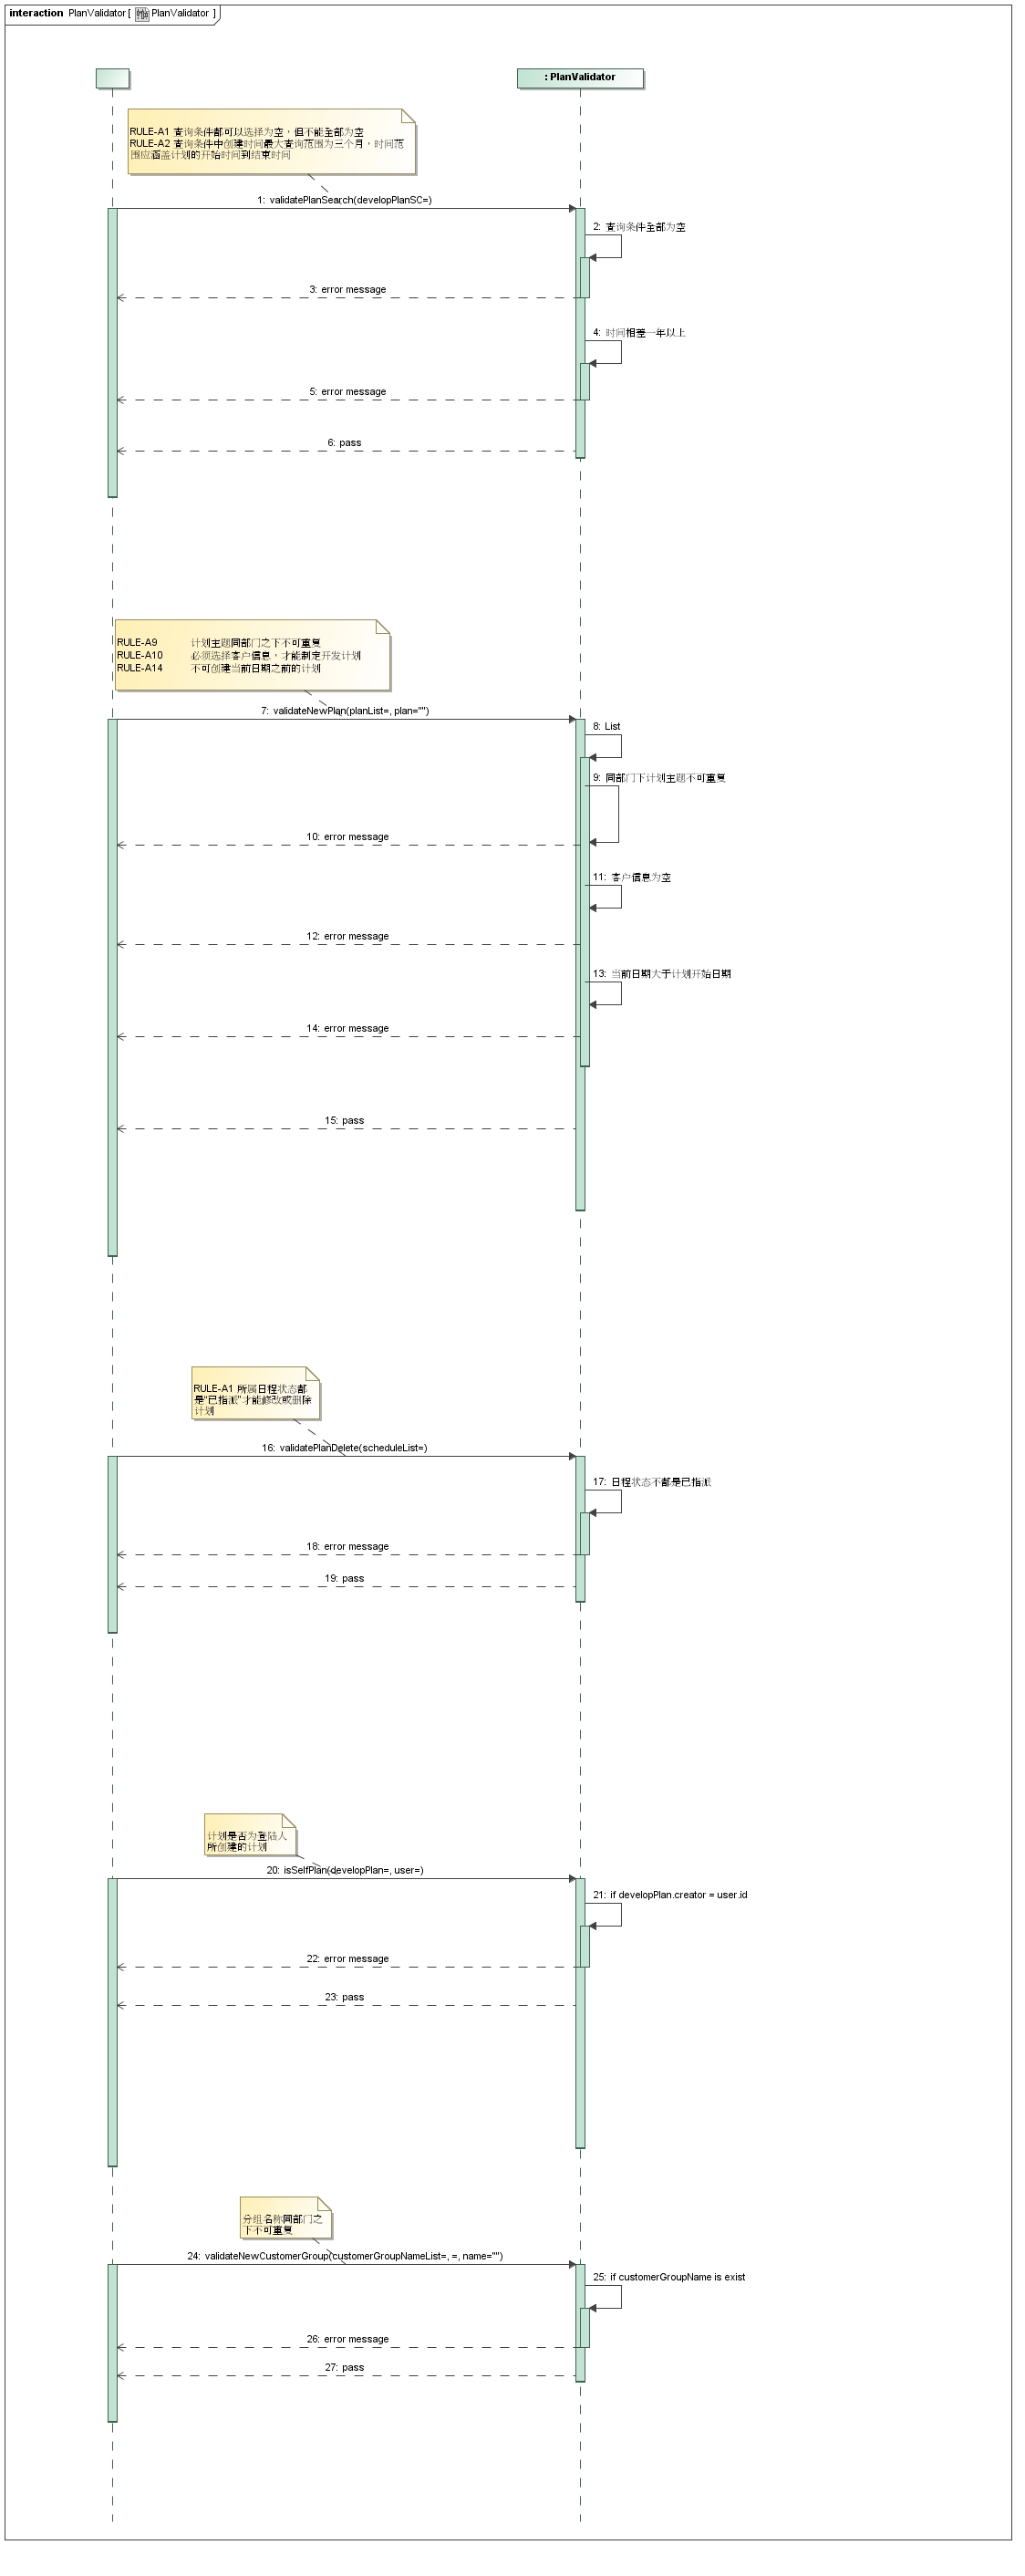 interaction PlanValidator [ PlanValidator ]
: PlanValidator
RULE-A1 查询条件都可以选择为空，但不能全部为空
RULE-A2 查询条件中创建时间最大查询范围为三个月，时间范
围应涵盖计划的开始时间到结束时间
1: validatePlanSearch(developPlanSC=)
2: 查询条件全部为空
3: error message
4: 时间相差一年以上
5: error message
6: pass
RULE-A9 计划主题同部门之下不可重复
RULE-A10 必须选择客户信息，才能制定开发计划
RULE-A14 不可创建当前日期之前的计划
7: validateNewPlan(planList=, plan="")
8: List
9: 同部门下计划主题不可重复
10: error message
11: 客户信息为空
12: error message
13: 当前日期大于计划开始日期
14: error message
15: pass
RULE-A1 所属日程状态都
是“已指派”才能修改或删除
计划
16: validatePlanDelete(scheduleList=)
17: 日程状态不都是已指派
18: error message
19: pass
计划是否为登陆人
所创建的计划
20: isSelfPlan(developPlan=, user=)
21: if developPlan.creator = user.id
22: error message
23: pass
分组名称同部门之
下不可重复
24: validateNewCustomerGroup(customerGroupNameList=, =, name="")
25: if customerGroupName is exist
26: error message
27: pass